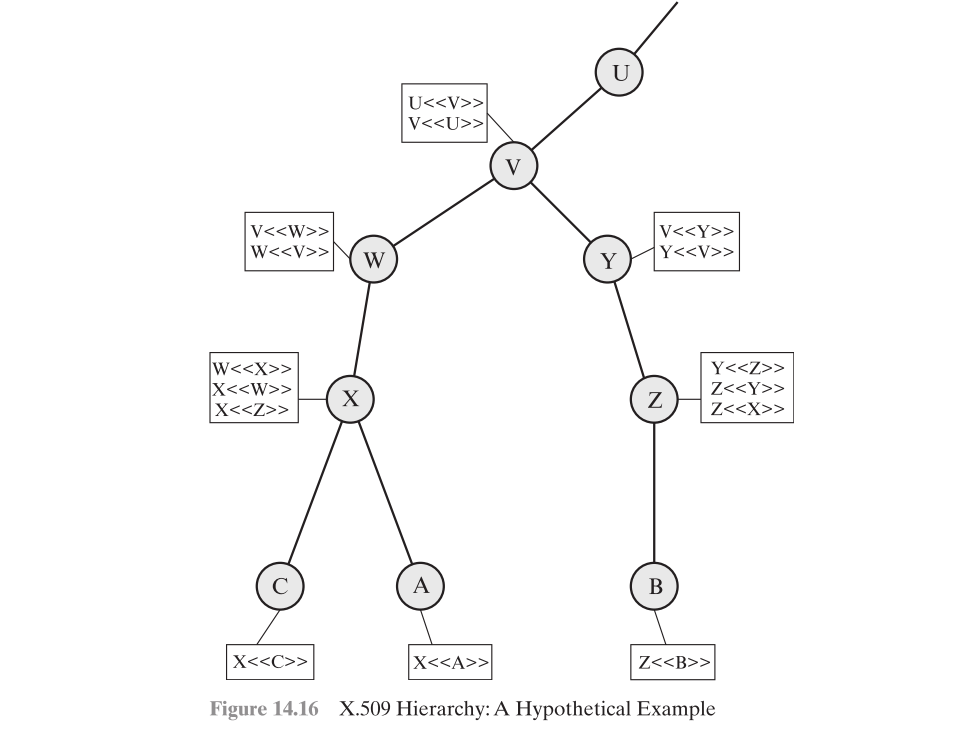 U
U<<V>>
V<<U>>
V
V<<W>>
W<<V>>
W
Y
V<<Y>>
Y<<V>>
W<<X>>
X<<W>>
X<<Z>>
X
Z
Y<<Z>>
Z<<Y>>
Z<<X>>
C
A
B
X<<C>>
X<<A>>
Z<<B>>
Figure 14.16 X.509 Hierarchy: A Hypothetical Example